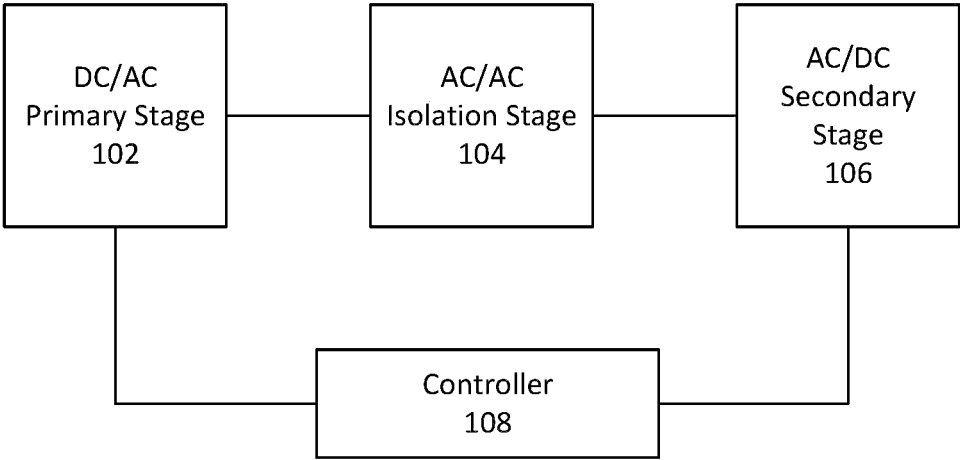 DC/AC
Primary Stage
102
AC/AC
Isolation Stage
104
AC/DC
Secondary
Stage
106
Controller
108